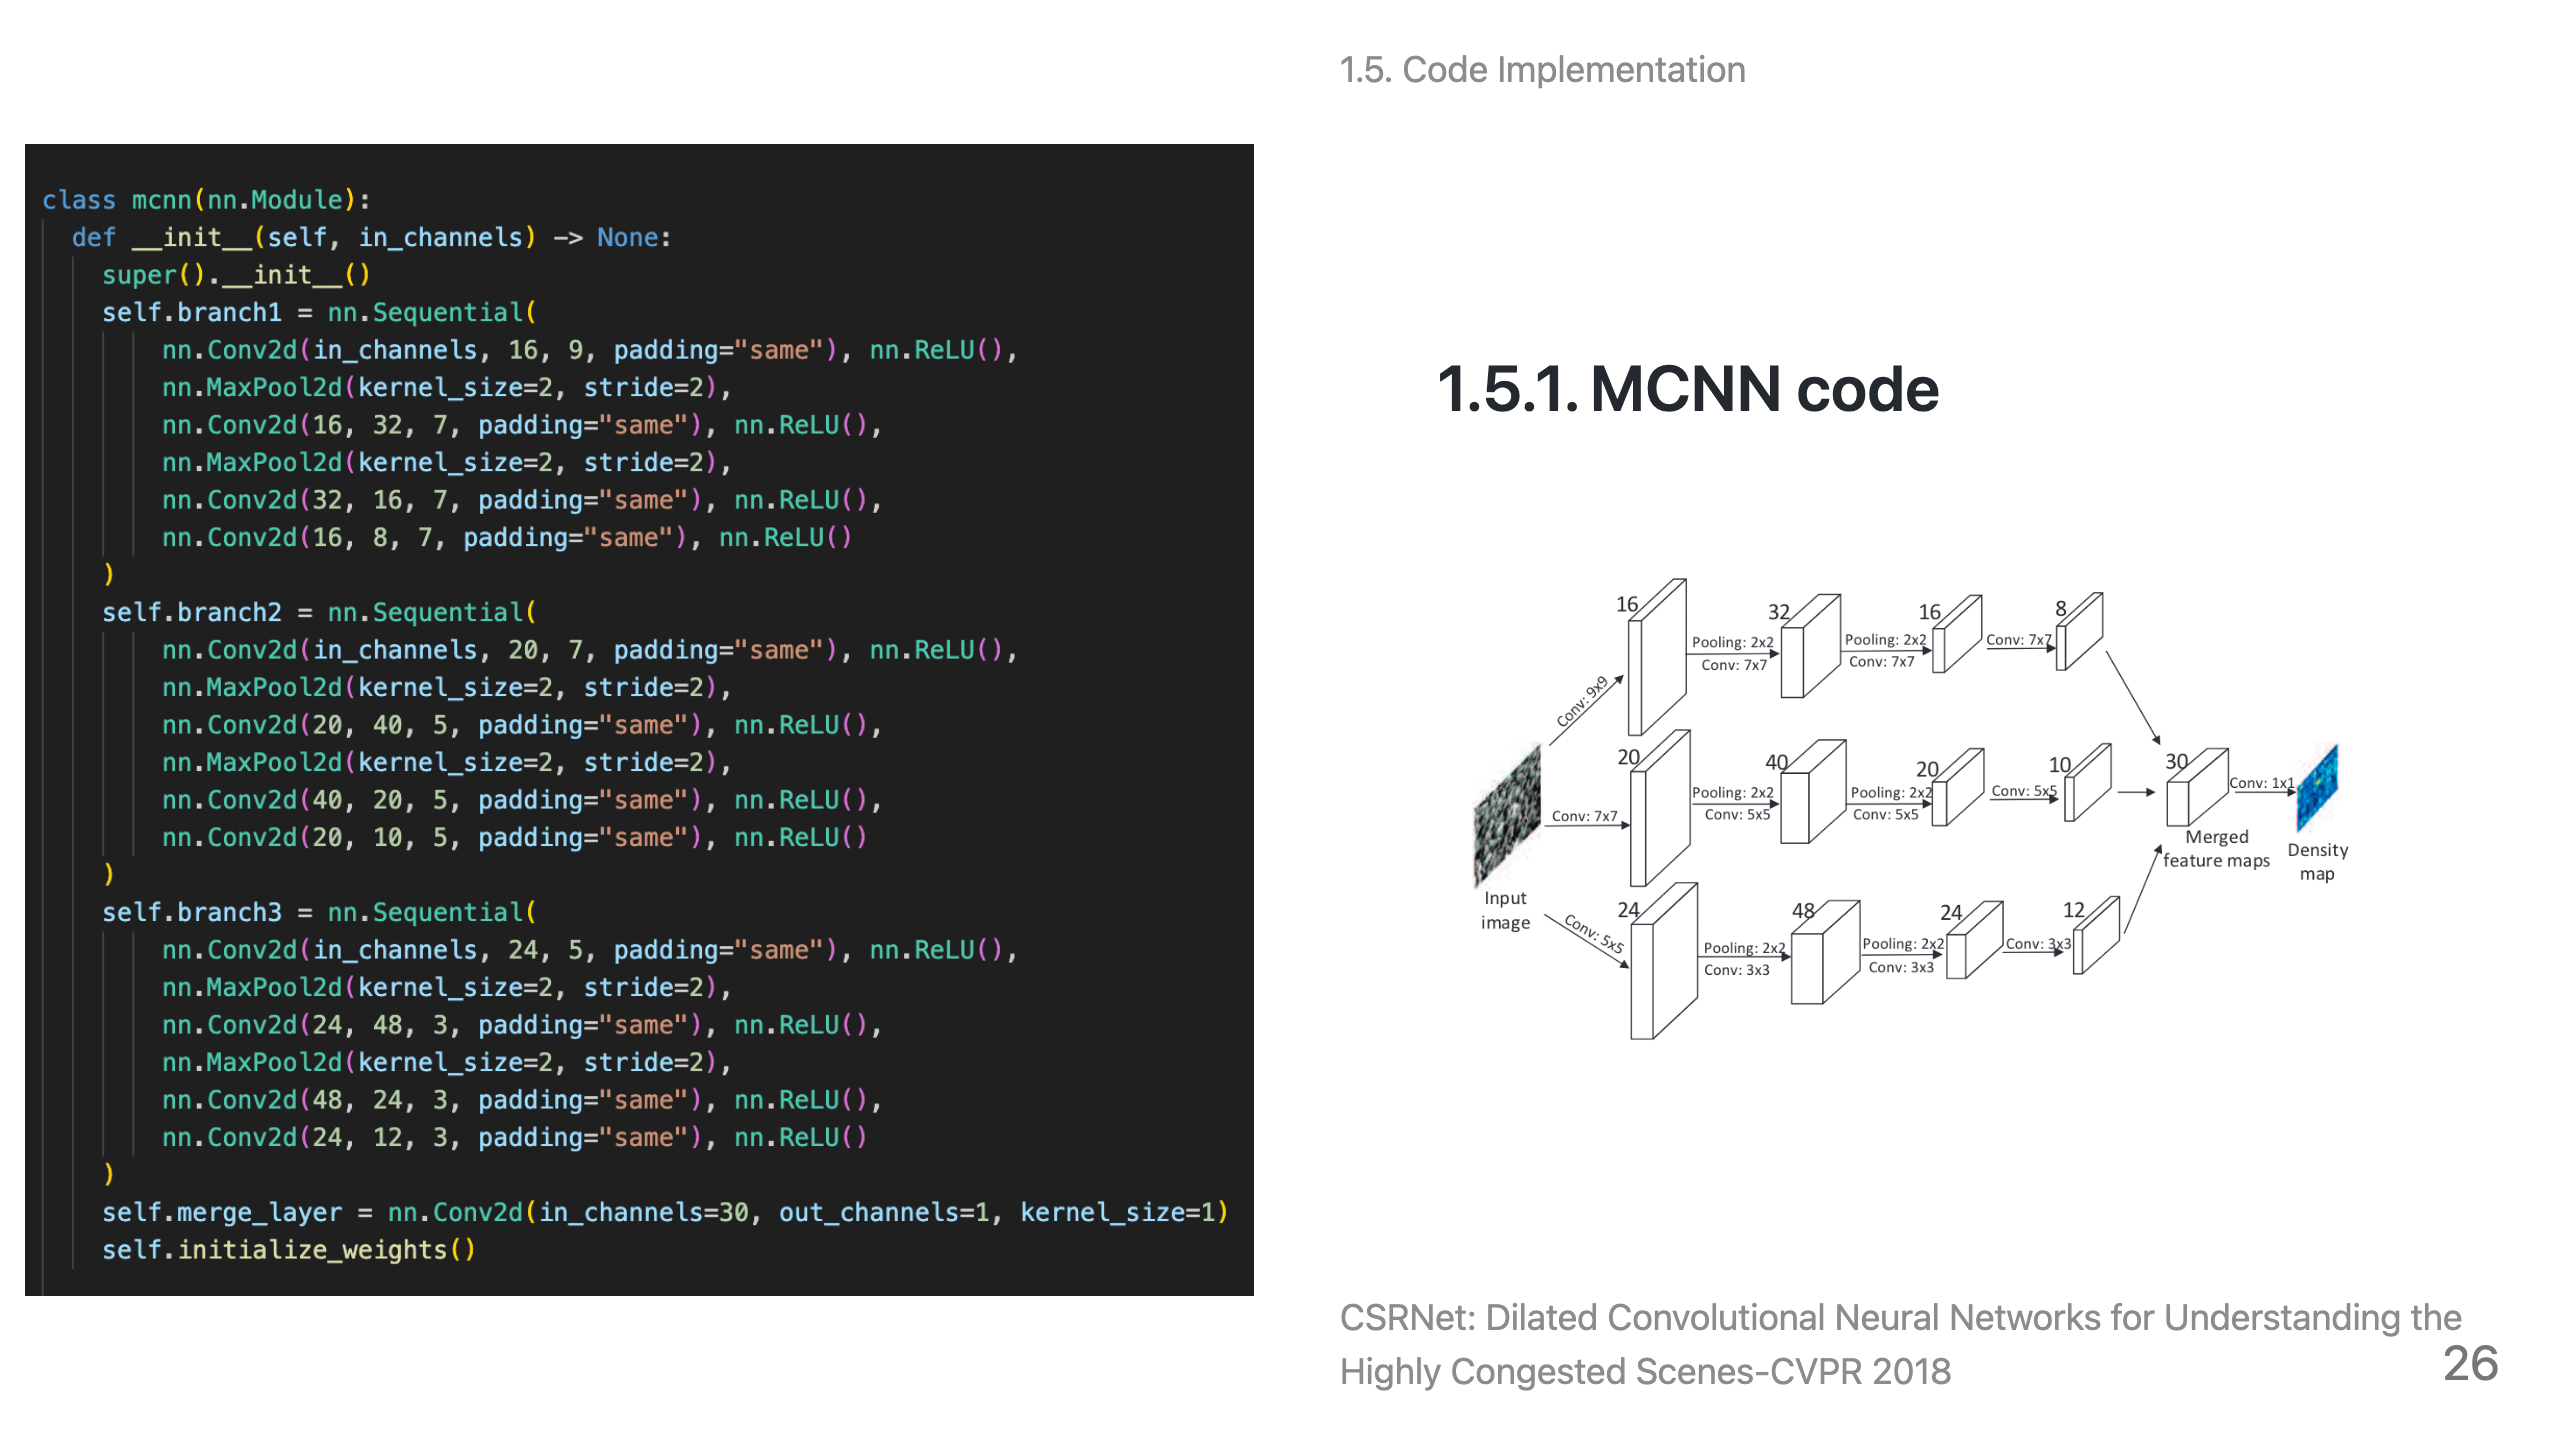 1.5. Code Implementation
class mcnn(nn.Module):
def __init__(self, in_channels) -> None:
super().__init__()
self.branch1 = nn.Sequential(
nn.Conv2d(in_channels, 16, 9, padding="same"), nn.ReLU(),
nn.MaxPool2d(kernel_size=2, stride=2),
nn.Conv2d(16, 32, 7, padding="same"), nn.ReLU(),
nn.MaxPool2d(kernel_size=2, stride=2),
nn.Conv2d(32, 16, 7, padding="same"), nn.ReLU(),
nn.Conv2d(16, 8, 7, padding="same"), nn.ReLU()
)
self.branch2 = nn.Sequential(
nn.Conv2d(in_channels, 20, 7, padding="same"), nn.ReLU(),
nn.MaxPool2d(kernel_size=2, stride=2),
nn.Conv2d(20, 40, 5, padding="same"), nn.ReLU(),
nn.MaxPool2d(kernel_size=2, stride=2),
nn.Conv2d(40, 20, 5, padding="same"), nn.ReLU(),
nn.Conv2d(20, 10, 5, padding="same"), nn.ReLU()
)
self.branch3 = nn.Sequential(
nn.Conv2d(in_channels, 24, 5, padding="same"), nn.ReLU(),
nn.MaxPool2d(kernel_size=2, stride=2),
nn.Conv2d(24, 48, 3, padding="same"), nn.ReLU(),
nn.MaxPool2d(kernel_size=2, stride=2),
nn.Conv2d(48, 24, 3, padding="same"), nn.ReLU(),
nn.Conv2d(24, 12, 3, padding="same"), nn.ReLU()
)
self.merge_layer = nn.Conv2d(in_channels=30, out_channels=1, kernel_size=1)
self.initialize_weights()
1.5.1. MCNN code
Input
image
Conv: 9x9
16
Pooling: 2x2
Conv: 7x7
32
Pooling: 2x2
Conv: 7x7
16
Conv: 7x7
8
Conv: 7x7
20
Pooling: 2x2
Conv: 5x5
40
Pooling: 2x2
Conv: 5x5
20
Conv: 5x5
10
Conv: 5x5
24
Pooling: 2x2
Conv: 3x3
48
Pooling: 2x2
Conv: 3x3
24
Conv: 3x3
12
30
Merged
feature maps
Conv: 1x1
Density
map
CSRNet: Dilated Convolutional Neural Networks for Understanding the
Highly Congested Scenes-CVPR 2018
26